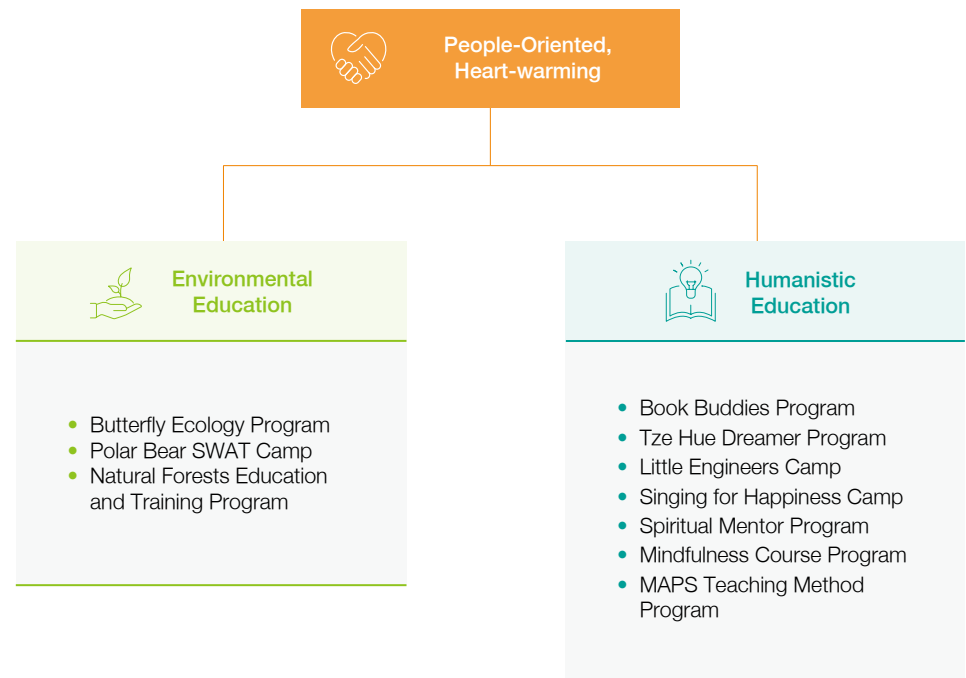 People-Oriented,
Heart-warming
Environmental
Education
• Butterfly Ecology Program
• Polar Bear SWAT Camp
• Natural Forests Education
and Training Program
Humanistic
Education
• Book Buddies Program
• Tze Hue Dreamer Program
• Little Engineers Camp
• Singing for Happiness Camp
• Spiritual Mentor Program
• Mindfulness Course Program
• MAPS Teaching Method
Program